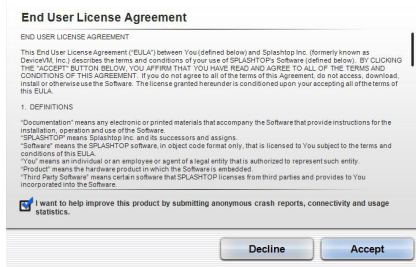 End User License Agreement
END USER LICENSE AGREEMENT
This End User License Agreement ("EULA") between You (defined below) and Splashtop Inc. (formerly known as
DeviceVM, Inc.) describes the terms and conditions of your use of SPLASHTOP's Software (defined below). BY CLICKING
THE "ACCEPT" BUTTON BELOW, YOU AFFIRM THAT YOU HAVE READ AND AGREE TO ALL OF THE TERMS AND
CONDITIONS OF THIS AGREEMENT. If you do not agree to all of the terms of this Agreement, do not access, download,
install or otherwise use the Software. The license granted hereunder is conditioned upon your accepting all of the terms of
this EULA.
1. DEFINITIONS
"Documentation" means any electronic or printed materials that accompany the Software that provide instructions for the
installation, operation and use of the Software.
"SPLASHTOP" means Splashtop Inc. and its successors and assigns.
"Software" means the SPLASHTOP software, in object code format only, that is licensed to You subject to the terms and
conditions of this EULA.
"You" means an individual or an employee or agent of a legal entity that is authorized to represent such entity.
"Product" means the hardware product in which the Software is embedded.
"Third Party Software" means certain software that SPLASHTOP licenses from third parties and provides to You
incorporated into the Software.
I want to help improve this product by submitting anonymous crash reports, connectivity and usage
statistics.
Decline
Accept